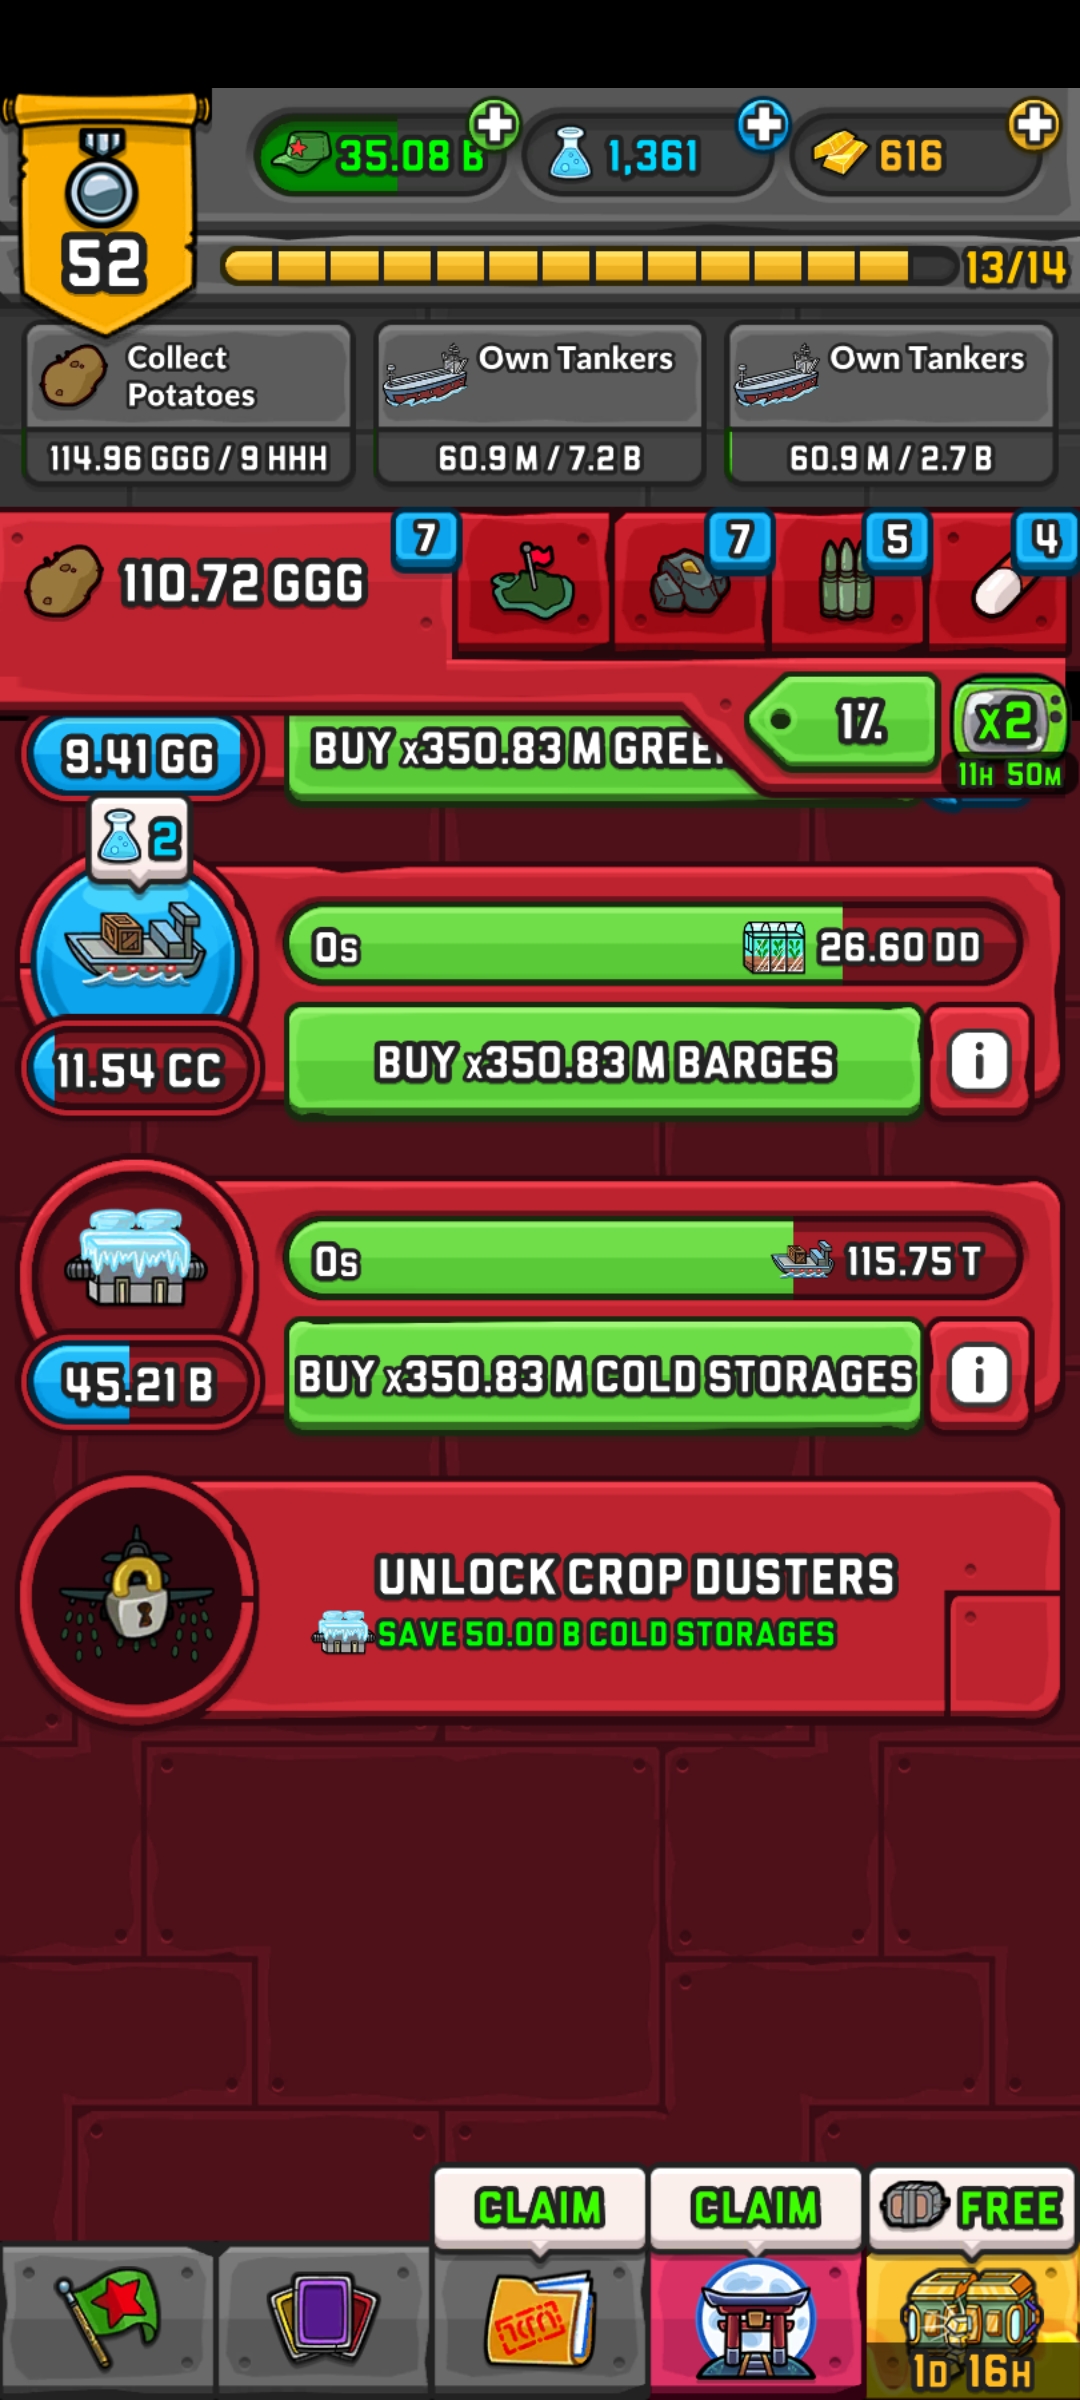 35.08 B
1,361
616
52
13/14
Collect
Potatoes
114.96 GGG / 9 HHH
Own Tankers
60.9 M / 7.2 B
Own Tankers
60.9 M / 2.7 B
110.72 GGG
7
7
5
4
1%
x2
11H 50M
9.41 GG
BUY x350.83 M
2
0s
26.60 DD
11.54 CC
BUY x350.83 M BARGES
i
0s
115.75 T
45.21 B
BUY x350.83 M COLD STORAGES
i
UNLOCK CROP DUSTERS
SAVE 50.00 B COLD STORAGES
CLAIM
CLAIM
FREE
1D 16H